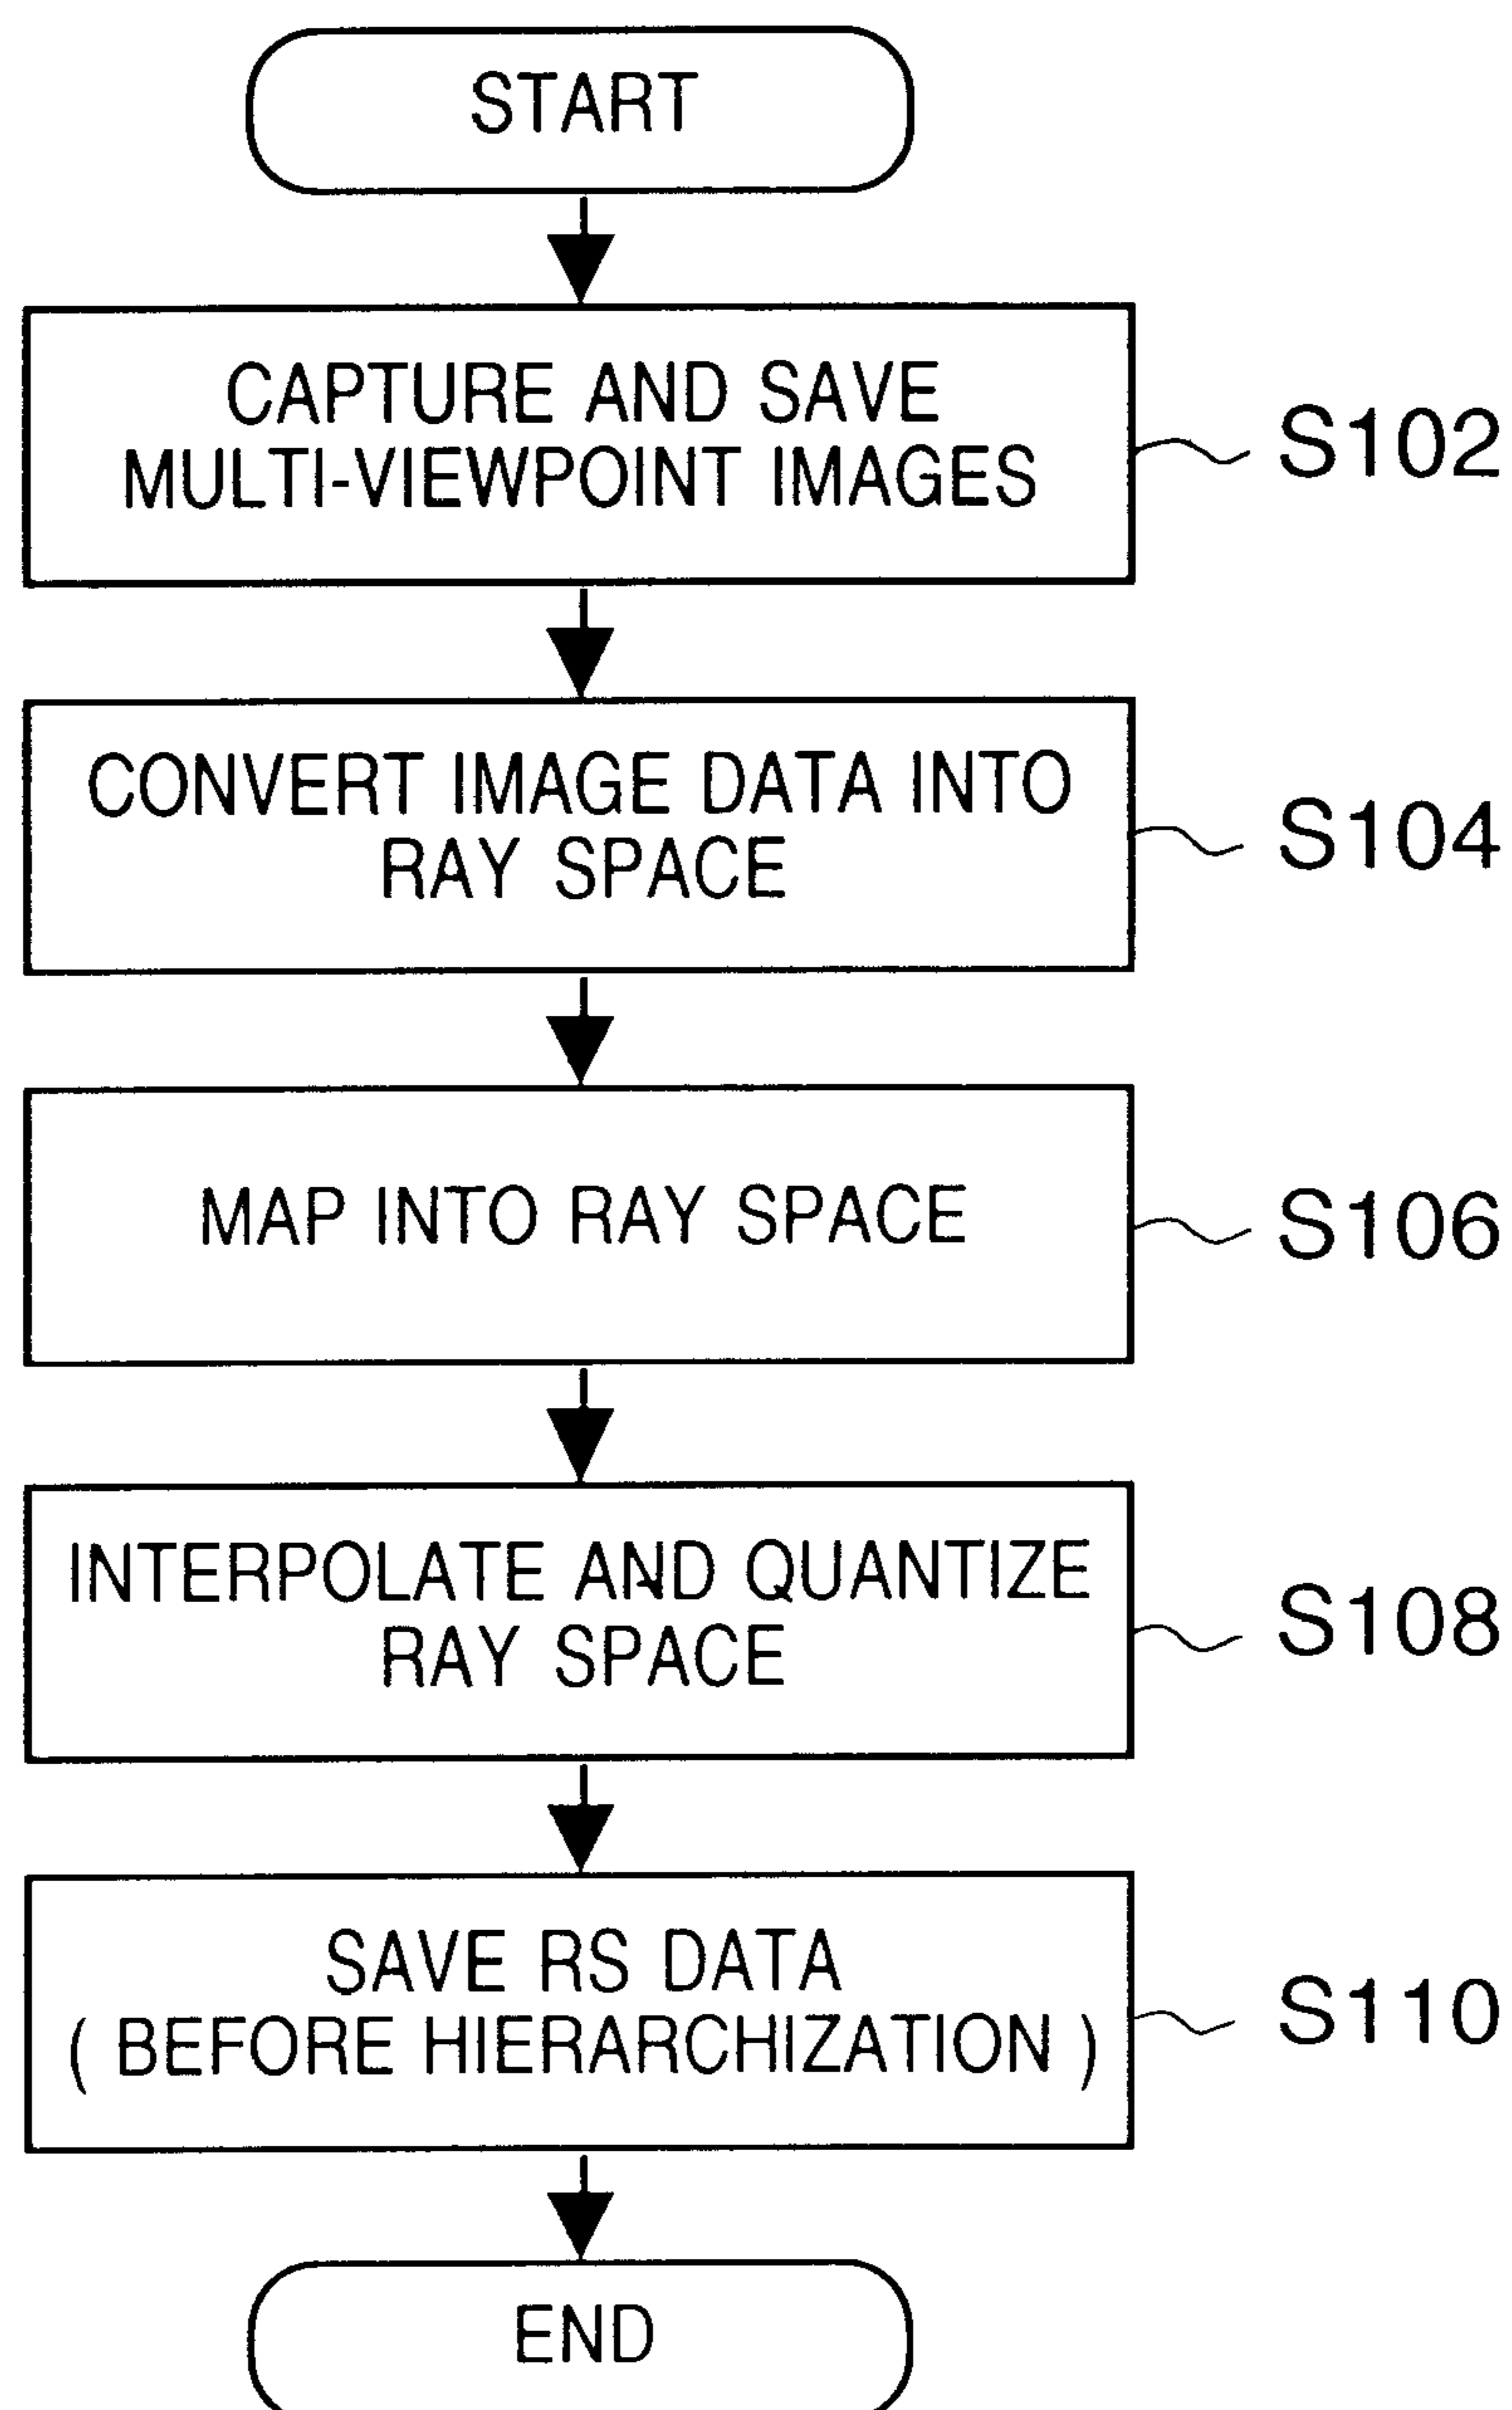 START
CAPTURE AND SAVE
MULTI-VIEWPOINT IMAGES
S102
CONVERT IMAGE DATA INTO
RAY SPACE
S104
MAP INTO RAY SPACE
S106
INTERPOLATE AND QUANTIZE
RAY SPACE
S108
SAVE RS DATA
( BEFORE HIERARCHIZATION )
S110
END